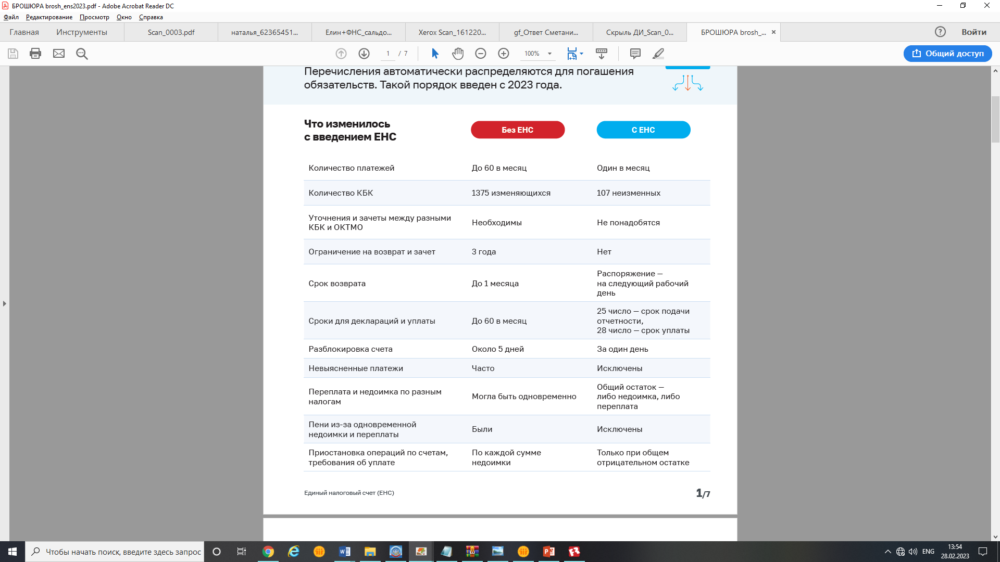 БРОШЮРА brosh_ens2023.pdf - Adobe Acrobat Reader DC
Файл Редактирование Просмотр Окно Справка
Главная Инструменты Scan_0003.pdf наталья_62365451... Елин+ФНС_сальдо... Xerox Scan_161220... gf_Ответ Сметани... Скрыль ДИ_Scan_0... БРОШЮРА brosh_... Войти
1 / 7 100% Общий доступ
Перечисления автоматически распределяются для погашения
обязательств. Такой порядок введен с 2023 года.
Что изменилось
с введением ЕНС
Без ЕНС
С ЕНС
Количество платежей
До 60 в месяц
Один в месяц
Количество КБК
1375 изменяющихся
107 неизменных
Уточнения и зачеты между разными
КБК и ОКТМО
Необходимы
Не понадобятся
Ограничение на возврат и зачет
3 года
Нет
Срок возврата
До 1 месяца
Распоряжение —
на следующий рабочий
день
Сроки для деклараций и уплаты
До 60 в месяц
25 число — срок подачи
отчетности,
28 число — срок уплаты
Разблокировка счета
Около 5 дней
За один день
Невыясненные платежи
Часто
Исключены
Переплата и недоимка по разным
налогам
Могла быть одновременно
Общий остаток —
либо недоимка, либо
переплата
Пени из-за одновременной
недоимки и переплаты
Были
Исключены
Приостановка операций по счетам,
требования об уплате
По каждой сумме
недоимки
Только при общем
отрицательном остатке
Единый налоговый счет (ЕНС)
1/7
Чтобы начать поиск, введите здесь запрос
ENG
13:54
28.02.2023